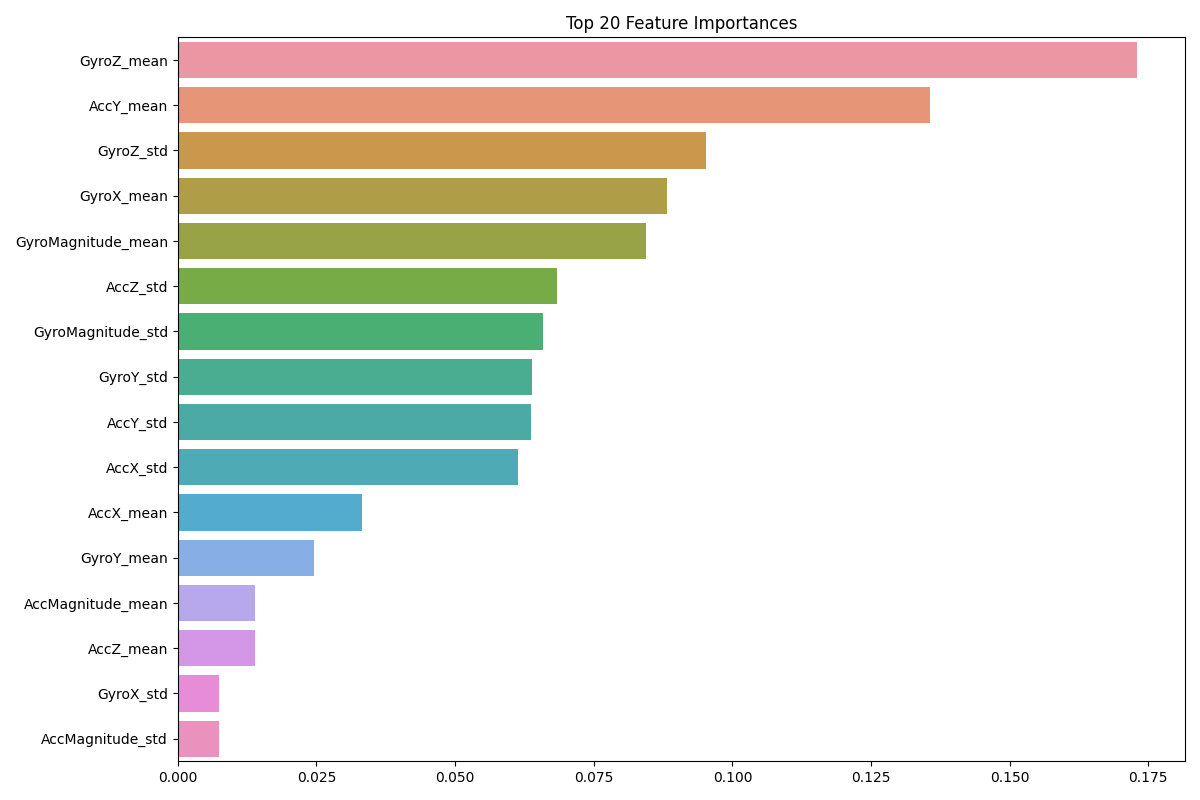 Top 20 Feature Importances
GyroZ_mean
AccY_mean
GyroZ_std
GyroX_mean
GyroMagnitude_mean
AccZ_std
GyroMagnitude_std
GyroY_std
AccY_std
AccX_std
AccX_mean
GyroY_mean
AccMagnitude_mean
AccZ_mean
GyroX_std
AccMagnitude_std
0.000 0.025 0.050 0.075 0.100 0.125 0.150 0.175